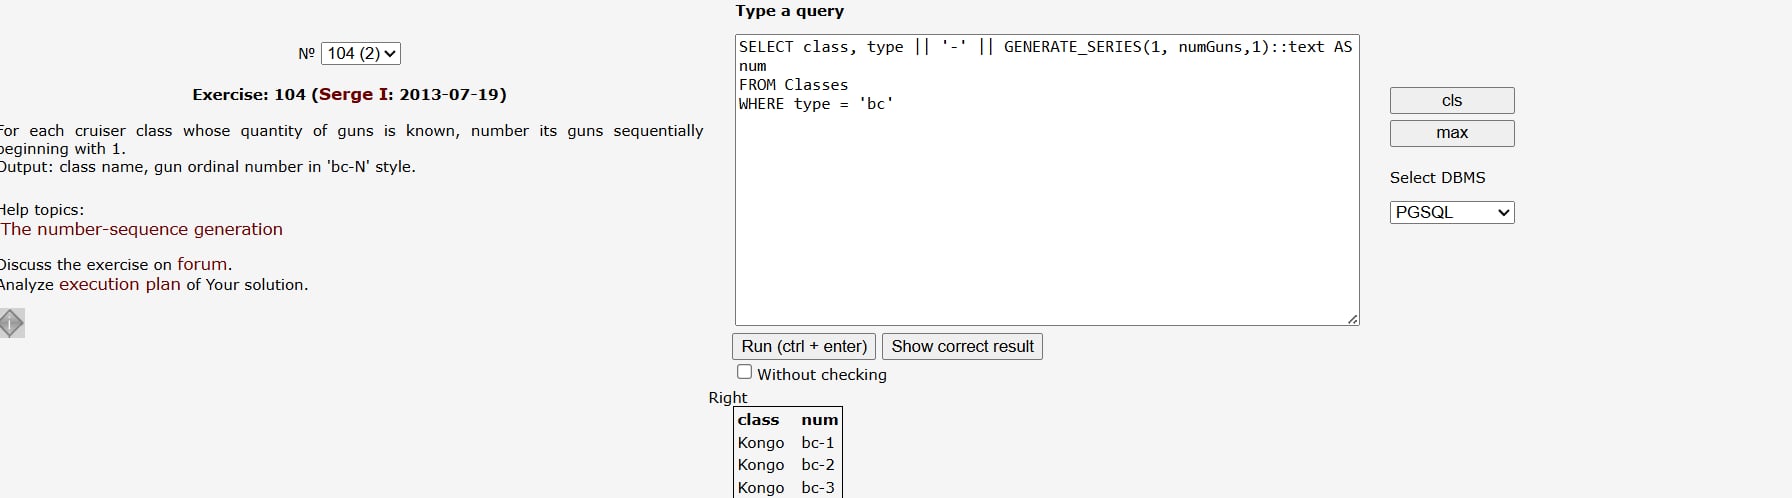 Nº 104 (2)
Exercise: 104 (Serge I: 2013-07-19)
For each cruiser class whose quantity of guns is known, number its guns sequentially
beginning with 1.
Output: class name, gun ordinal number in 'bc-N' style.
Help topics:
The number-sequence generation
Discuss the exercise on forum.
Analyze execution plan of Your solution.
Type a query
SELECT class, type || '-' || GENERATE_SERIES(1, numGuns,1)::text AS
num
FROM Classes
WHERE type = 'bc'
cls
max
Select DBMS
PGSQL
Run (ctrl + enter) Show correct result
Without checking
Right
class num
Kongo bc-1
Kongo bc-2
Kongo bc-3